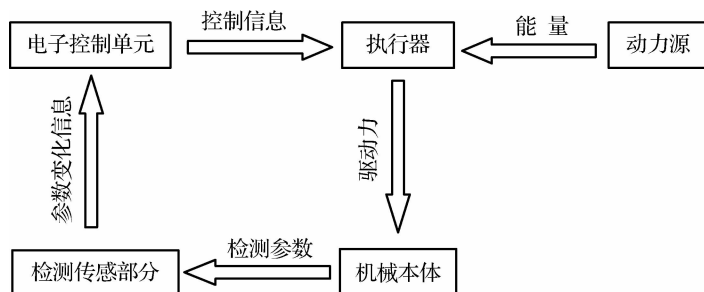 控制信息
能 量
电子控制单元
执行器
动力源
参数变化信息
驱动力
检测参数
检测传感部分
机械本体